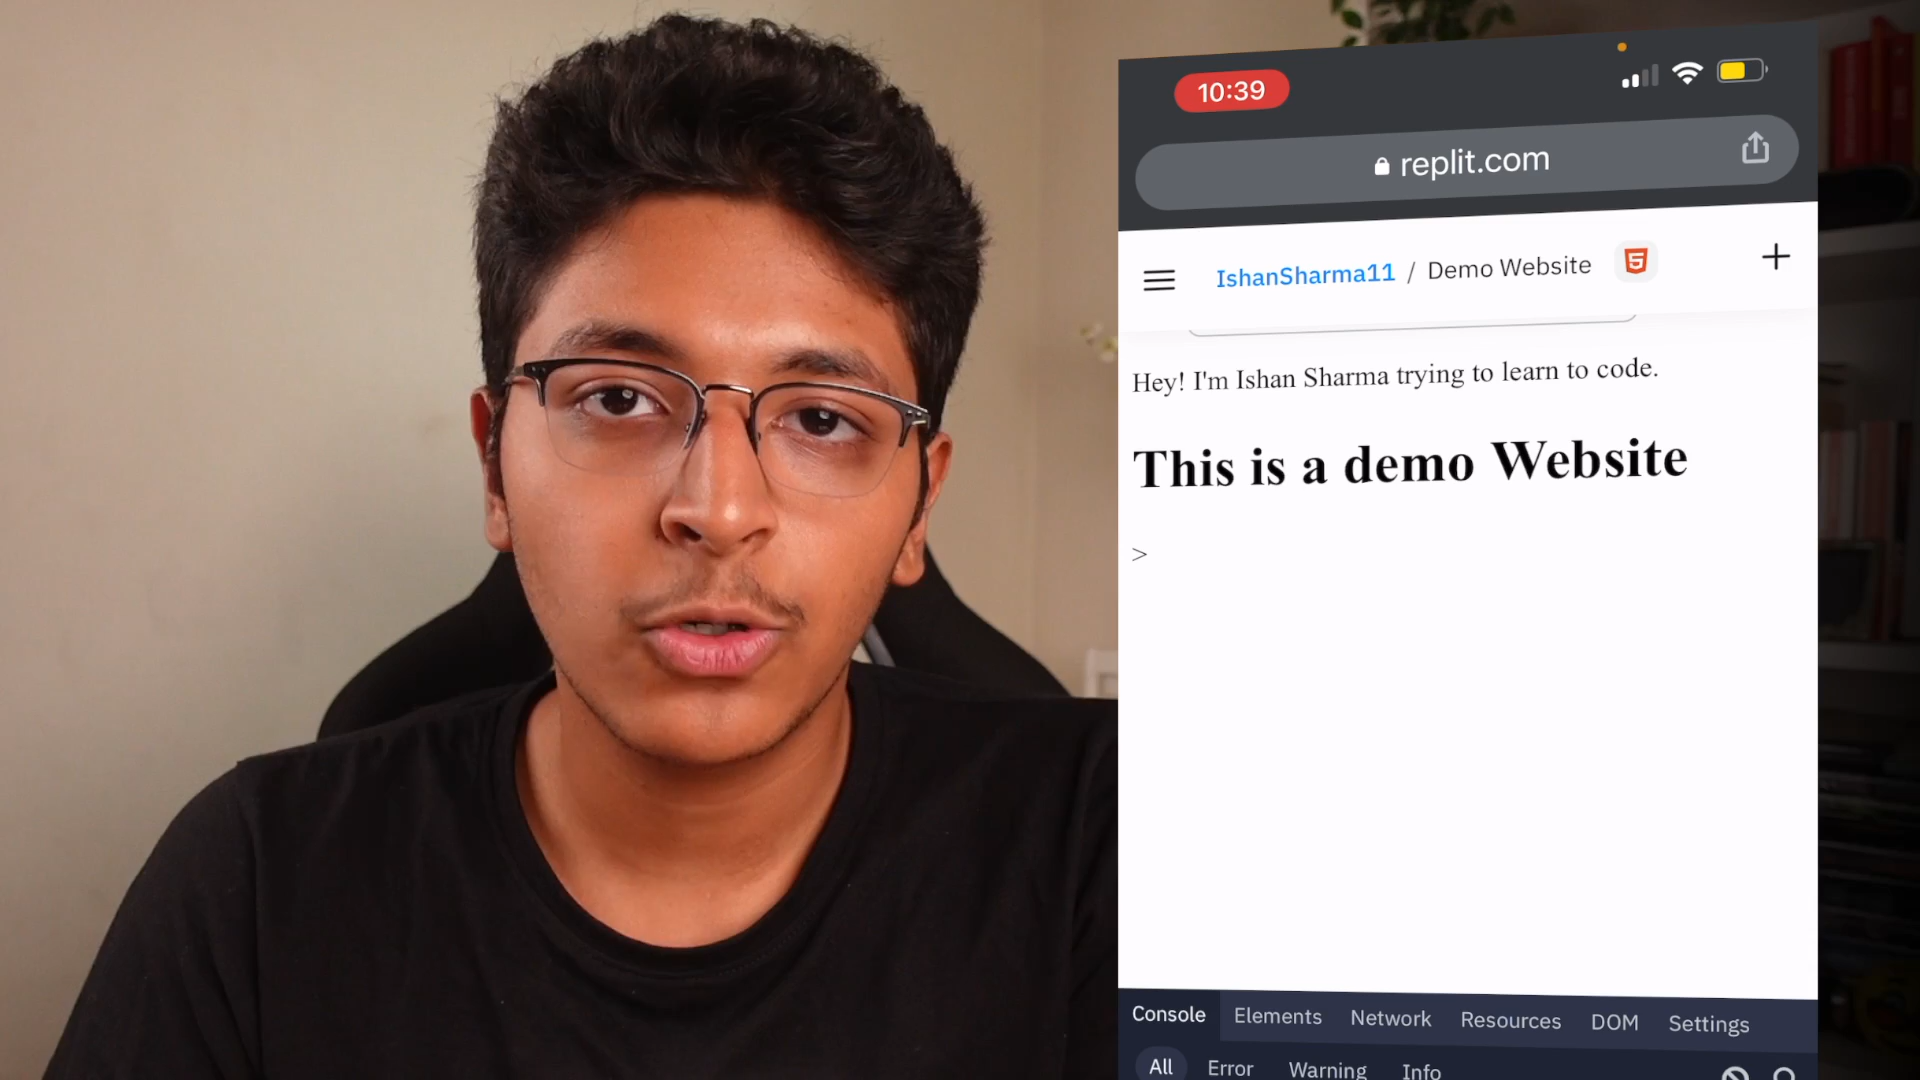 10:39
replit.com
IshanSharma11 / Demo Website
Hey! I'm Ishan Sharma trying to learn to code.
This is a demo Website
>
Console Elements Network Resources DOM Settings
All Error Warning Info